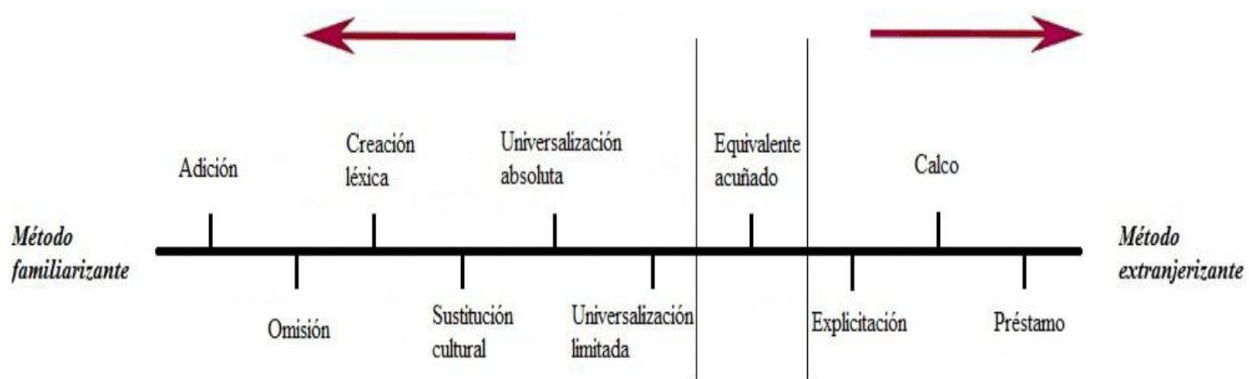 Adición
Creación
léxica
Universalización
absoluta
Equivalente
acuñado
Calco
Método
familiarizante
Método
extranjerizante
Omisión
Sustitución
cultural
Universalización
limitada
Explicitación
Préstamo